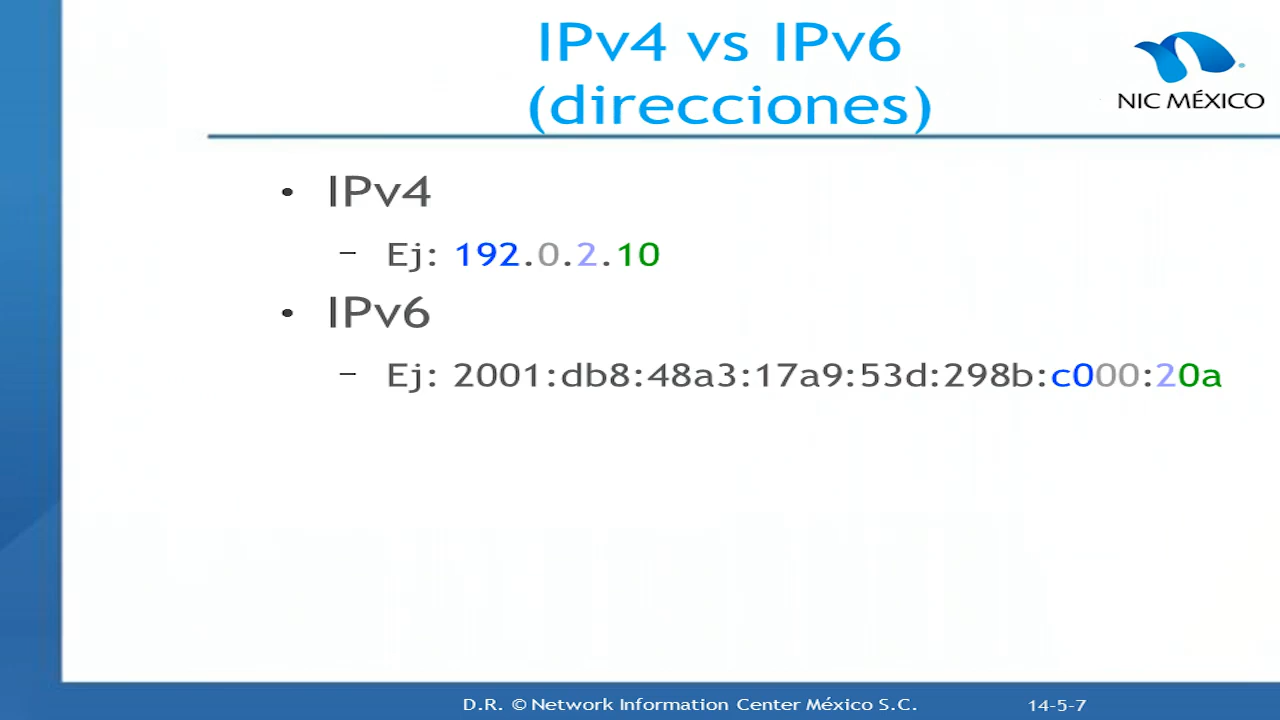 IPv4 vs IPv6
(direcciones)
NIC MÉXICO
• IPv4
– Ej: 192.0.2.10
• IPv6
– Ej: 2001:db8:48a3:17a9:53d:298b:c000:20a
D.R. © Network Information Center México S.C.
14-5-7